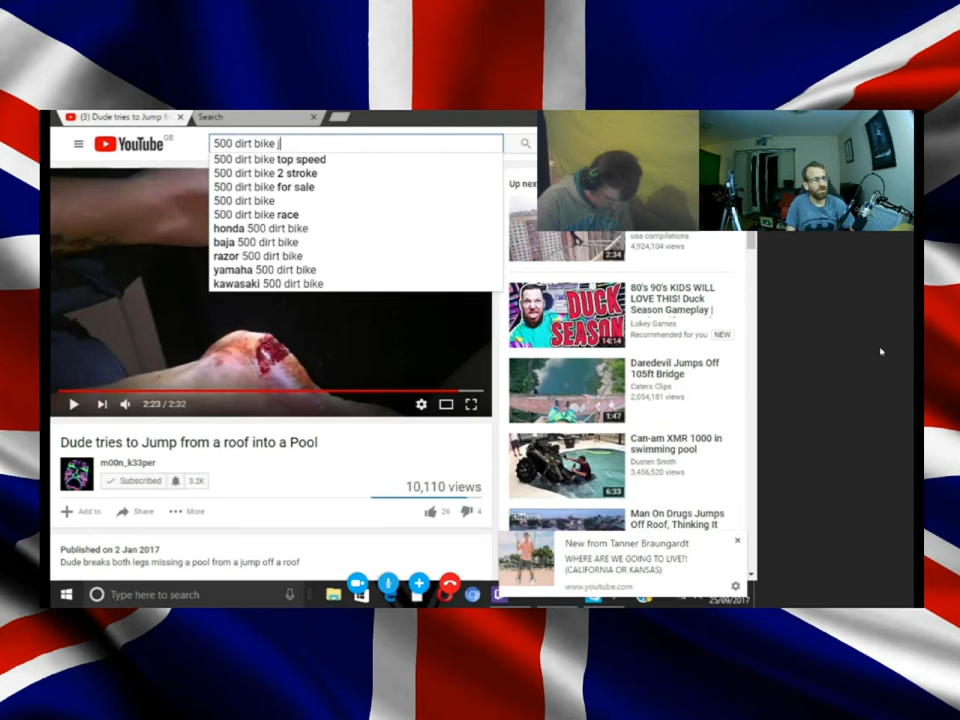 (3) Dude tries to Jump fr
Search
YouTube GB
500 dirt bike j
500 dirt bike top speed
500 dirt bike 2 stroke
500 dirt bike for sale
500 dirt bike
500 dirt bike race
honda 500 dirt bike
baja 500 dirt bike
razor 500 dirt bike
yamaha 500 dirt bike
kawasaki 500 dirt bike
2:23 / 2:32
Dude tries to Jump from a roof into a Pool
m00n_k33per
Subscribed 3.2K
10,110 views
Add to Share More
26 4
Published on 2 Jan 2017
Dude breaks both legs missing a pool from a jump off a roof
Up next
use compilations
4,924,104 views
2:34
DUCK SEASON
14:14
80's 90's KIDS WILL
LOVE THIS! Duck
Season Gameplay |
Lokey Games
Recommended for you NEW
1:47
Daredevil Jumps Off
105ft Bridge
Caters Clips
2,054,181 views
6:33
Can-am XMR 1000 in
swimming pool
Dusten Smith
3,456,520 views
Man On Drugs Jumps
Off Roof, Thinking It
New from Tanner Braungardt
WHERE ARE WE GOING TO LIVE?!
(CALIFORNIA OR KANSAS)
www.youtube.com
Type here to search
25/09/2017